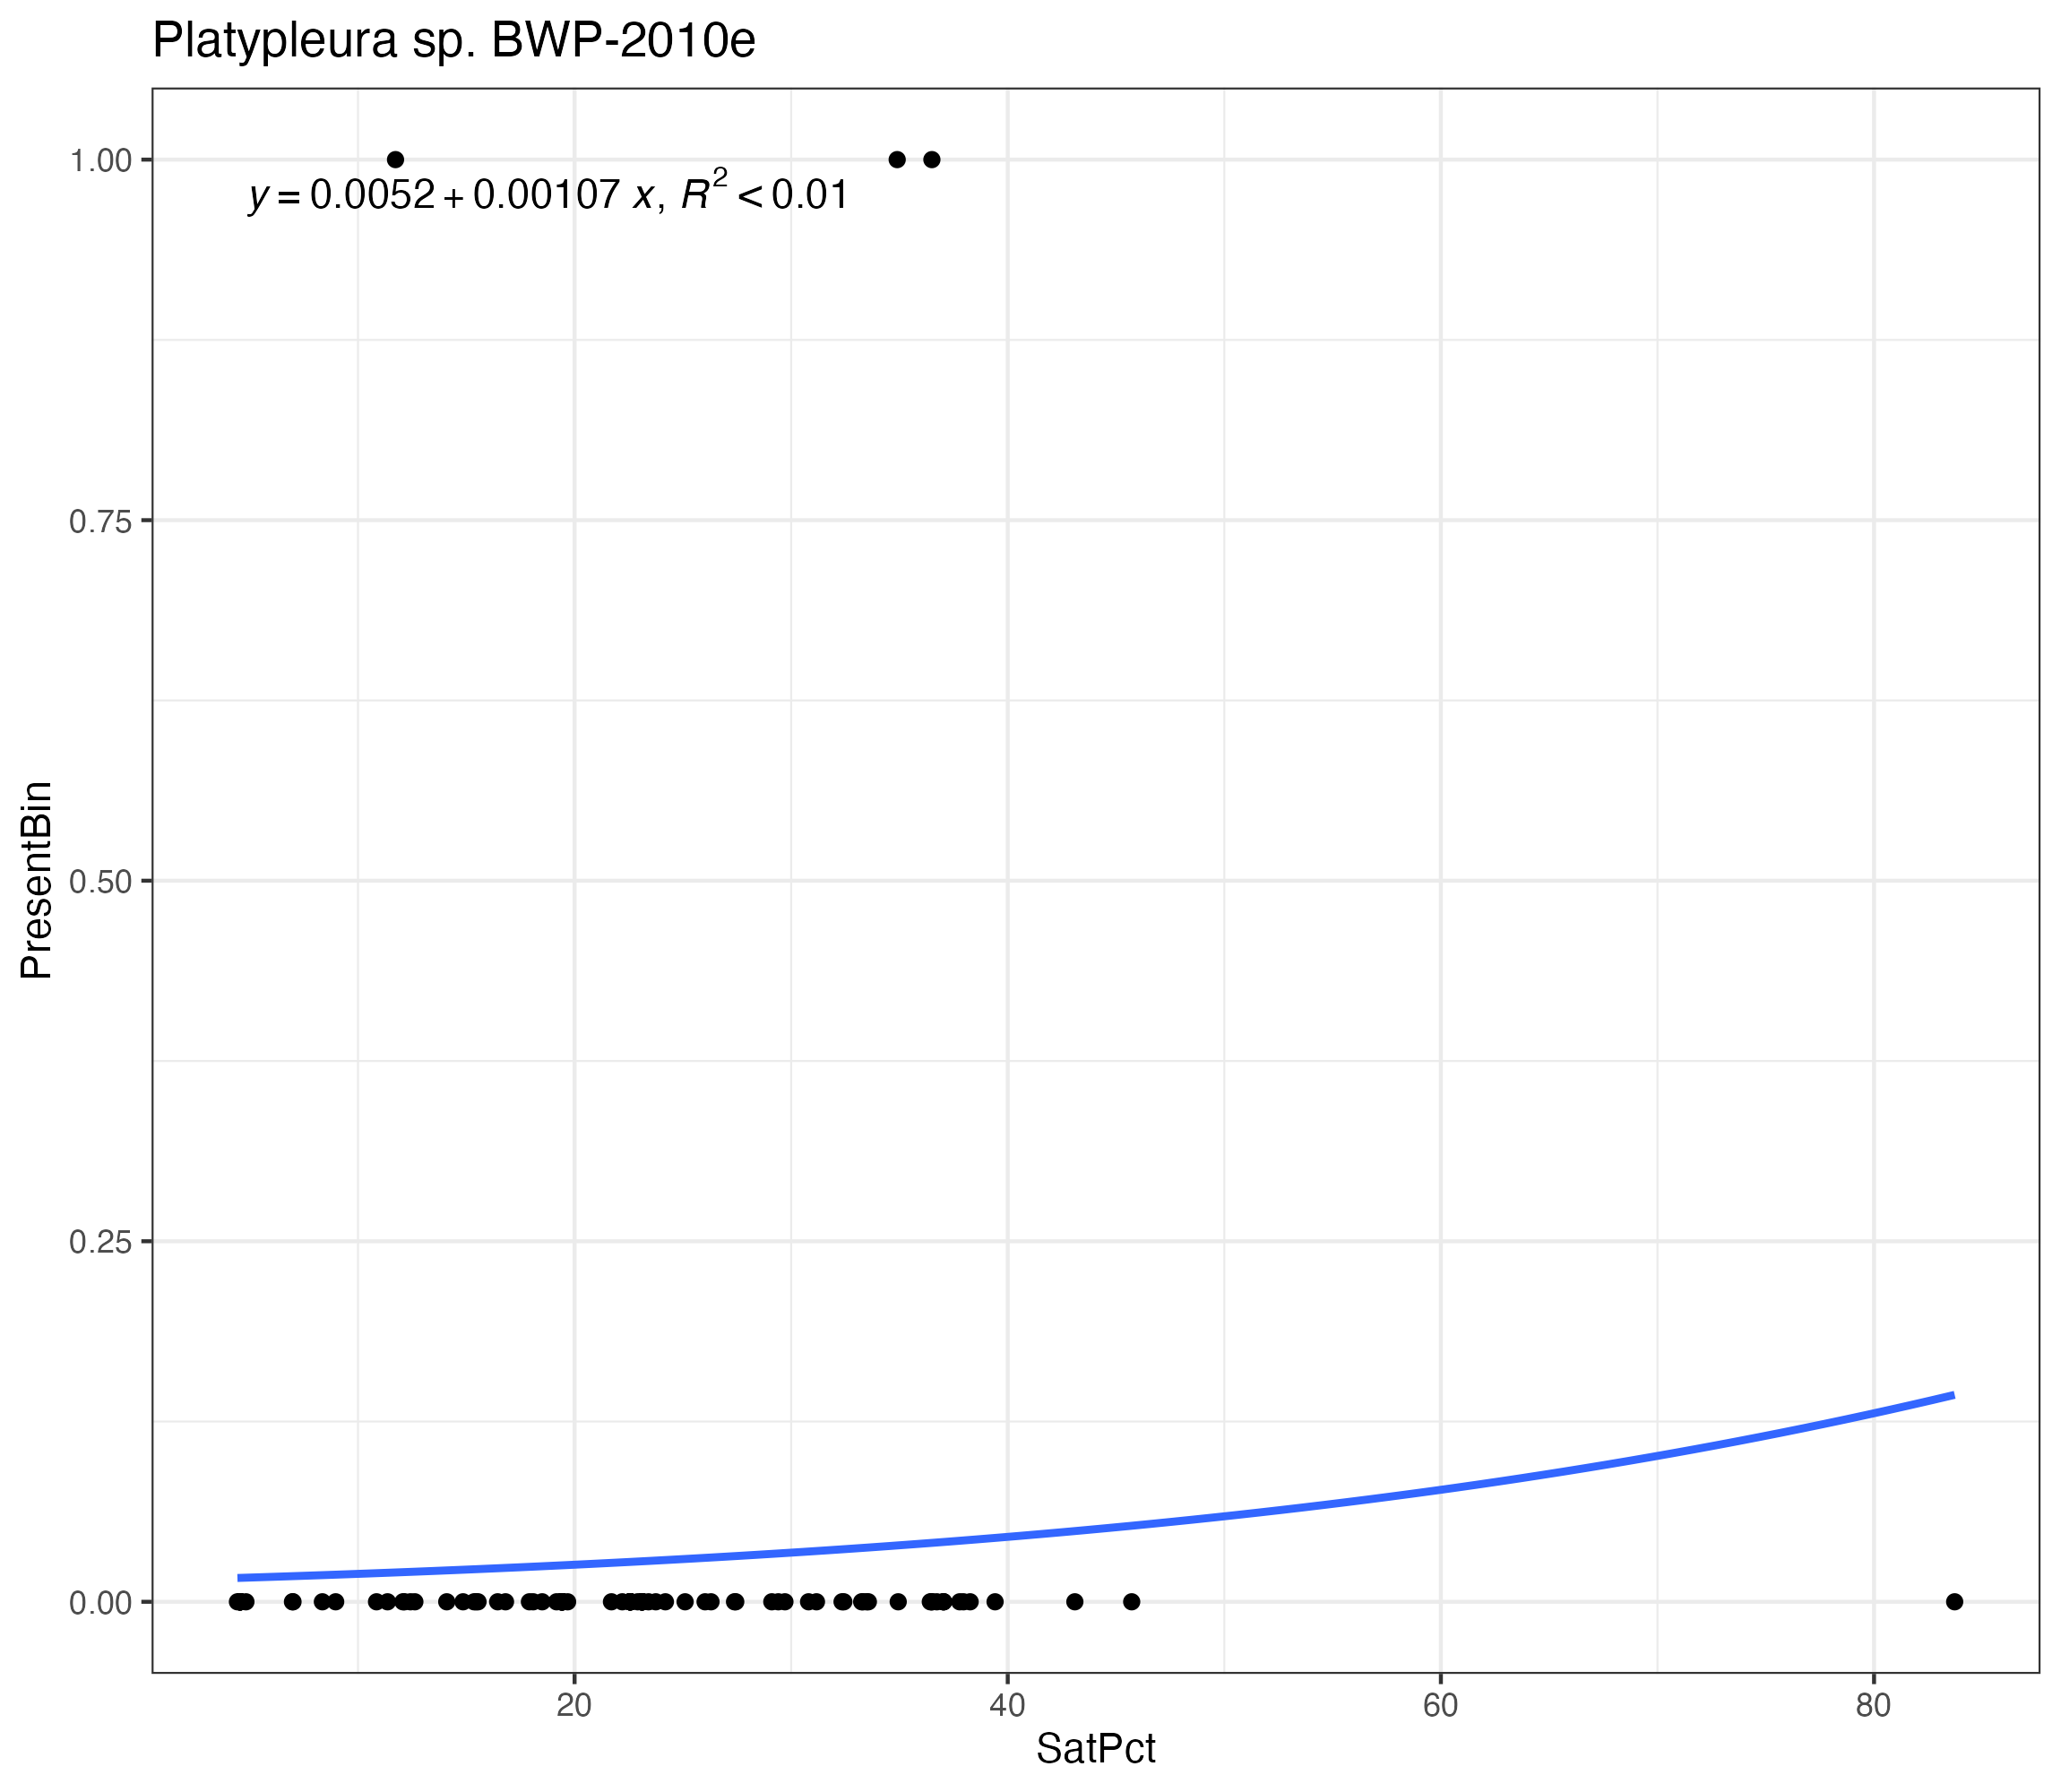 Platypleura sp. BWP-2010e
1.00
y = 0.0052 + 0.00107 x, R² < 0.01
0.75
PresentBin
0.50
0.25
0.00
20 40 60 80
SatPct